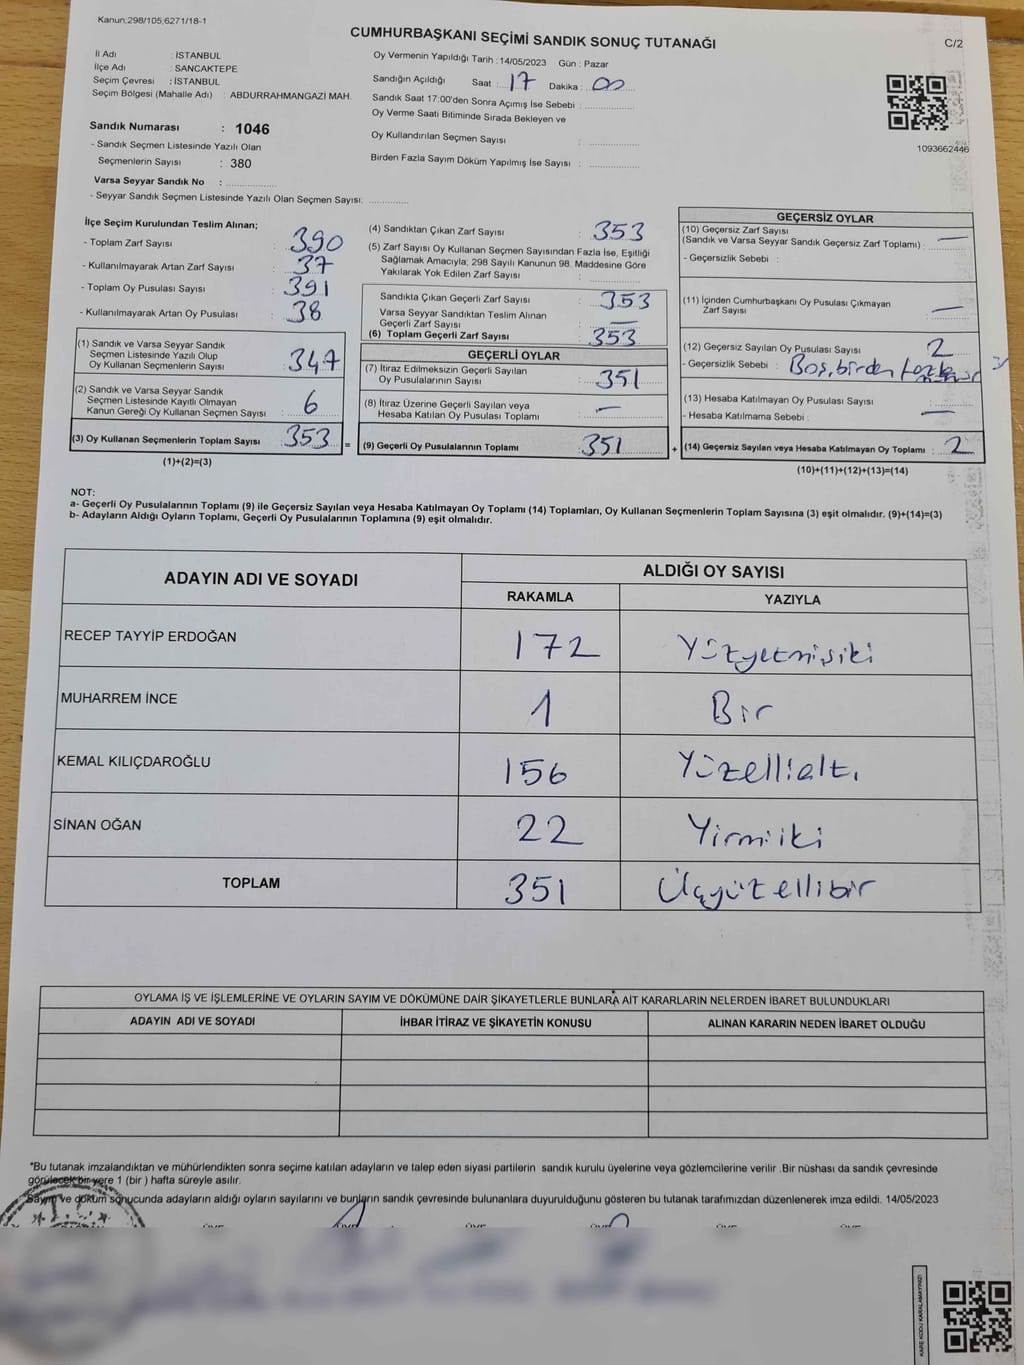 Kanun:298/105;6271/18-1
CUMHURBAŞKANI SEÇİMİ SANDIK SONUÇ TUTANAĞI
C/2
İl Adı : İSTANBUL
İlçe Adı : SANCAKTEPE
Seçim Çevresi : İSTANBUL
Seçim Bölgesi (Mahalle Adı) : ABDURRAHMANGAZİ MAH.
Sandık Numarası : 1046
- Sandık Seçmen Listesinde Yazılı Olan
Seçmenlerin Sayısı : 380
Varsa Seyyar Sandık No :
- Seyyar Sandık Seçmen Listesinde Yazılı Olan Seçmen Sayısı:
Oy Vermenin Yapıldığı Tarih : 14/05/2023 Gün : Pazar
Sandığın Açıldığı Saat : 17 Dakika : 00
Sandık Saat 17:00'den Sonra Açımış İse Sebebi :
Oy Verme Saati Bitiminde Sırada Bekleyen ve
Oy Kullandırılan Seçmen Sayısı :
Birden Fazla Sayım Döküm Yapılmış İse Sayısı :
1093662446
İlçe Seçim Kurulundan Teslim Alınan;
- Toplam Zarf Sayısı : 390
- Kullanılmayarak Artan Zarf Sayısı : 37
- Toplam Oy Pusulası Sayısı : 391
- Kullanılmayarak Artan Oy Pusulası : 38
(1) Sandık ve Varsa Seyyar Sandık
Seçmen Listesinde Yazılı Olup
Oy Kullanan Seçmenlerin Sayısı : 347
(2) Sandık ve Varsa Seyyar Sandık
Seçmen Listesinde Kayıtlı Olmayan
Kanun Gereği Oy Kullanan Seçmen Sayısı : 6
(3) Oy Kullanan Seçmenlerin Toplam Sayısı : 353 =
(1)+(2)=(3)
(4) Sandıktan Çıkan Zarf Sayısı : 353
(5) Zarf Sayısı Oy Kullanan Seçmen Sayısından Fazla İse, Eşitliği
Sağlamak Amacıyla; 298 Sayılı Kanunun 98. Maddesine Göre
Yakılarak Yok Edilen Zarf Sayısı :
Sandıkta Çıkan Geçerli Zarf Sayısı : 353
Varsa Seyyar Sandıktan Teslim Alınan
Geçerli Zarf Sayısı : —
(6) Toplam Geçerli Zarf Sayısı : 353
GEÇERLİ OYLAR
(7) İtiraz Edilmeksizin Geçerli Sayılan
Oy Pusulalarının Sayısı : 351
(8) İtiraz Üzerine Geçerli Sayılan veya
Hesaba Katılan Oy Pusulası Toplamı : —
(9) Geçerli Oy Pusulalarının Toplamı 351 +
GEÇERSİZ OYLAR
(10) Geçersiz Zarf Sayısı
(Sandık ve Varsa Seyyar Sandık Geçersiz Zarf Toplamı) : —
- Geçersizlik Sebebi :
(11) İçinden Cumhurbaşkanı Oy Pusulası Çıkmayan
Zarf Sayısı : —
(12) Geçersiz Sayılan Oy Pusulası Sayısı : 2
- Geçersizlik Sebebi : Boş, birden
(13) Hesaba Katılmayan Oy Pusulası Sayısı : —
- Hesaba Katılmama Sebebi :
(14) Geçersiz Sayılan veya Hesaba Katılmayan Oy Toplamı : 2
(10)+(11)+(12)+(13)=(14)
NOT:
a- Geçerli Oy Pusulalarının Toplamı (9) ile Geçersiz Sayılan veya Hesaba Katılmayan Oy Toplamı (14) Toplamları, Oy Kullanan Seçmenlerin Toplam Sayısına (3) eşit olmalıdır. (9)+(14)=(3)
b- Adayların Aldığı Oyların Toplamı, Geçerli Oy Pusulalarının Toplamına (9) eşit olmalıdır.
ADAYIN ADI VE SOYADI ALDIĞI OY SAYISI
RAKAMLA YAZIYLA
RECEP TAYYİP ERDOĞAN 172 Yüzyetmişiki
MUHARREM İNCE 1 Bir
KEMAL KILIÇDAROĞLU 156 Yüzellialtı
SİNAN OĞAN 22 Yirmiiki
TOPLAM 351 Üçyüzellibir
OYLAMA İŞ VE İŞLEMLERİNE VE OYLARIN SAYIM VE DÖKÜMÜNE DAİR ŞİKAYETLERLE BUNLARA AİT KARARLARIN NELERDEN İBARET BULUNDUKLARI
ADAYIN ADI VE SOYADI İHBAR İTİRAZ VE ŞİKAYETİN KONUSU ALINAN KARARIN NEDEN İBARET OLDUĞU
*Bu tutanak imzalandıktan ve mühürlendikten sonra seçime katılan adayların ve talep eden siyasi partilerin sandık kurulu üyelerine veya gözlemcilerine verilir .Bir nüshası da sandık çevresinde
görülecek bir yere 1 (bir ) hafta süreyle asılır.
Sayım ve döküm sonucunda adayların aldığı oyların sayılarını ve bunların sandık çevresinde bulunanlara duyurulduğunu gösteren bu tutanak tarafımızdan düzenlenerek imza edildi. 14/05/2023
T.C.
KARE KODU KARALAMAYINIZ!